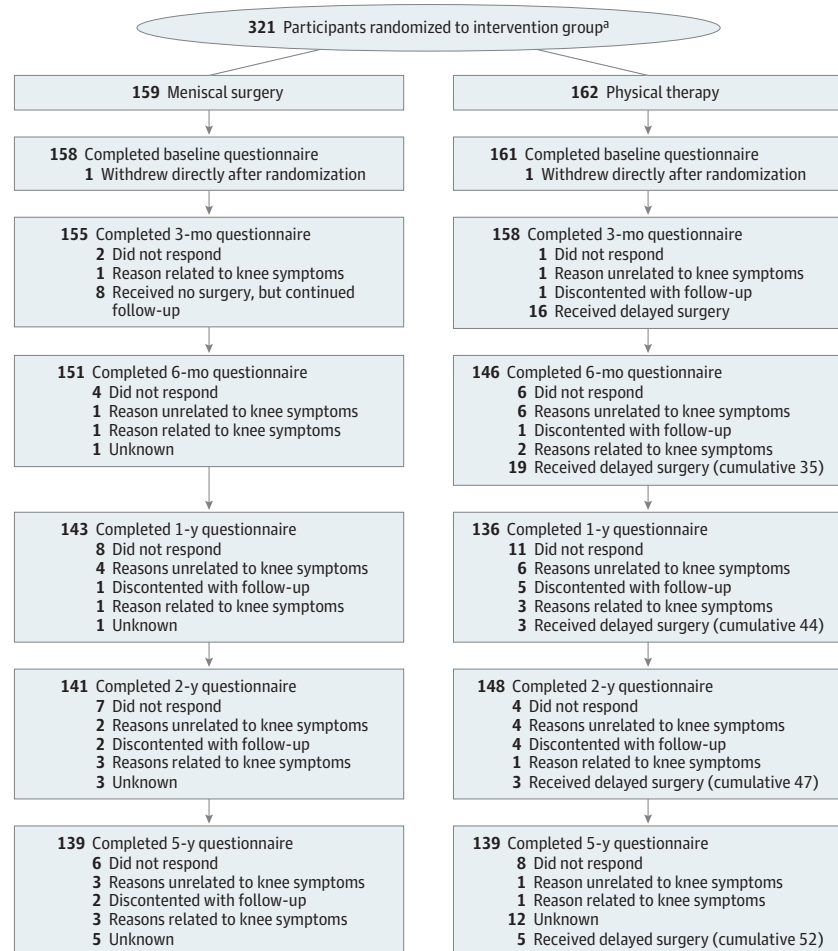 321 Participants randomized to intervention groupᵃ
159 Meniscal surgery
158 Completed baseline questionnaire
1 Withdrew directly after randomization
155 Completed 3-mo questionnaire
2 Did not respond
1 Reason related to knee symptoms
8 Received no surgery, but continued
follow-up
151 Completed 6-mo questionnaire
4 Did not respond
1 Reason unrelated to knee symptoms
1 Reason related to knee symptoms
1 Unknown
143 Completed 1-y questionnaire
8 Did not respond
4 Reasons unrelated to knee symptoms
1 Discontented with follow-up
1 Reason related to knee symptoms
1 Unknown
141 Completed 2-y questionnaire
7 Did not respond
2 Reasons unrelated to knee symptoms
2 Discontented with follow-up
3 Reasons related to knee symptoms
3 Unknown
139 Completed 5-y questionnaire
6 Did not respond
3 Reasons unrelated to knee symptoms
2 Discontented with follow-up
3 Reasons related to knee symptoms
5 Unknown
162 Physical therapy
161 Completed baseline questionnaire
1 Withdrew directly after randomization
158 Completed 3-mo questionnaire
1 Did not respond
1 Reason unrelated to knee symptoms
1 Discontented with follow-up
16 Received delayed surgery
146 Completed 6-mo questionnaire
6 Did not respond
6 Reasons unrelated to knee symptoms
1 Discontented with follow-up
2 Reasons related to knee symptoms
19 Received delayed surgery (cumulative 35)
136 Completed 1-y questionnaire
11 Did not respond
6 Reasons unrelated to knee symptoms
5 Discontented with follow-up
3 Reasons related to knee symptoms
3 Received delayed surgery (cumulative 44)
148 Completed 2-y questionnaire
4 Did not respond
4 Reasons unrelated to knee symptoms
4 Discontented with follow-up
1 Reason related to knee symptoms
3 Received delayed surgery (cumulative 47)
139 Completed 5-y questionnaire
8 Did not respond
1 Reason unrelated to knee symptoms
1 Reason related to knee symptoms
12 Unknown
5 Received delayed surgery (cumulative 52)